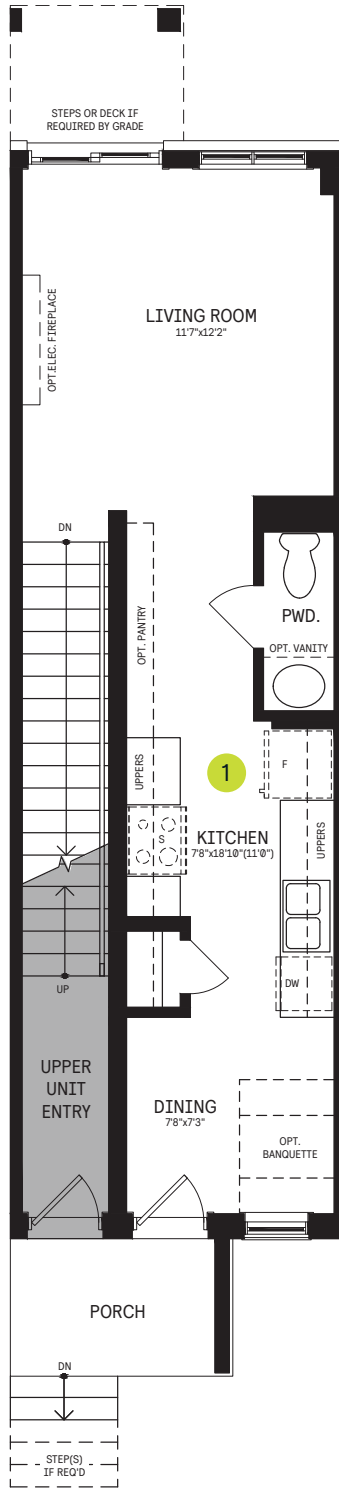 STEPS OR DECK IF
REQUIRED BY GRADE
LIVING ROOM
11'7"x12'2"
OPT.ELEC. FIREPLACE
DN
PWD.
OPT. VANITY
OPT. PANTRY
UPPERS
1
F
S
KITCHEN
7'8"x18'10"(11'0")
UPPERS
DW
UP
UPPER
UNIT
ENTRY
DINING
7'8"x7'3"
OPT.
BANQUETTE
PORCH
DN
STEP(S)
IF REQ'D